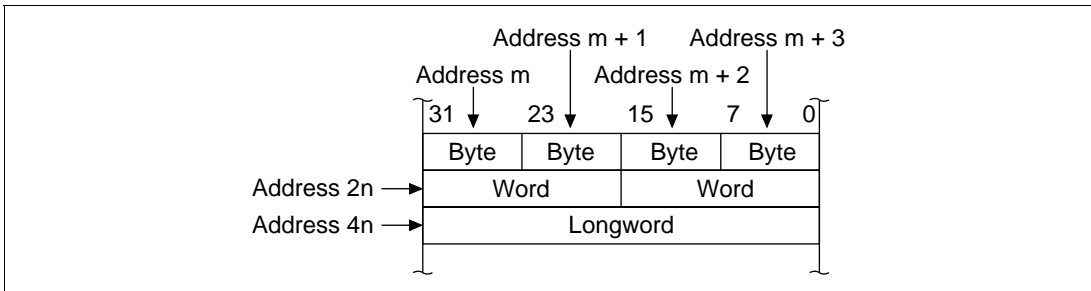 Address m + 1 Address m + 3
Address m Address m + 2
31 23 15 7 0
Byte Byte Byte Byte
Address 2n Word Word
Address 4n Longword